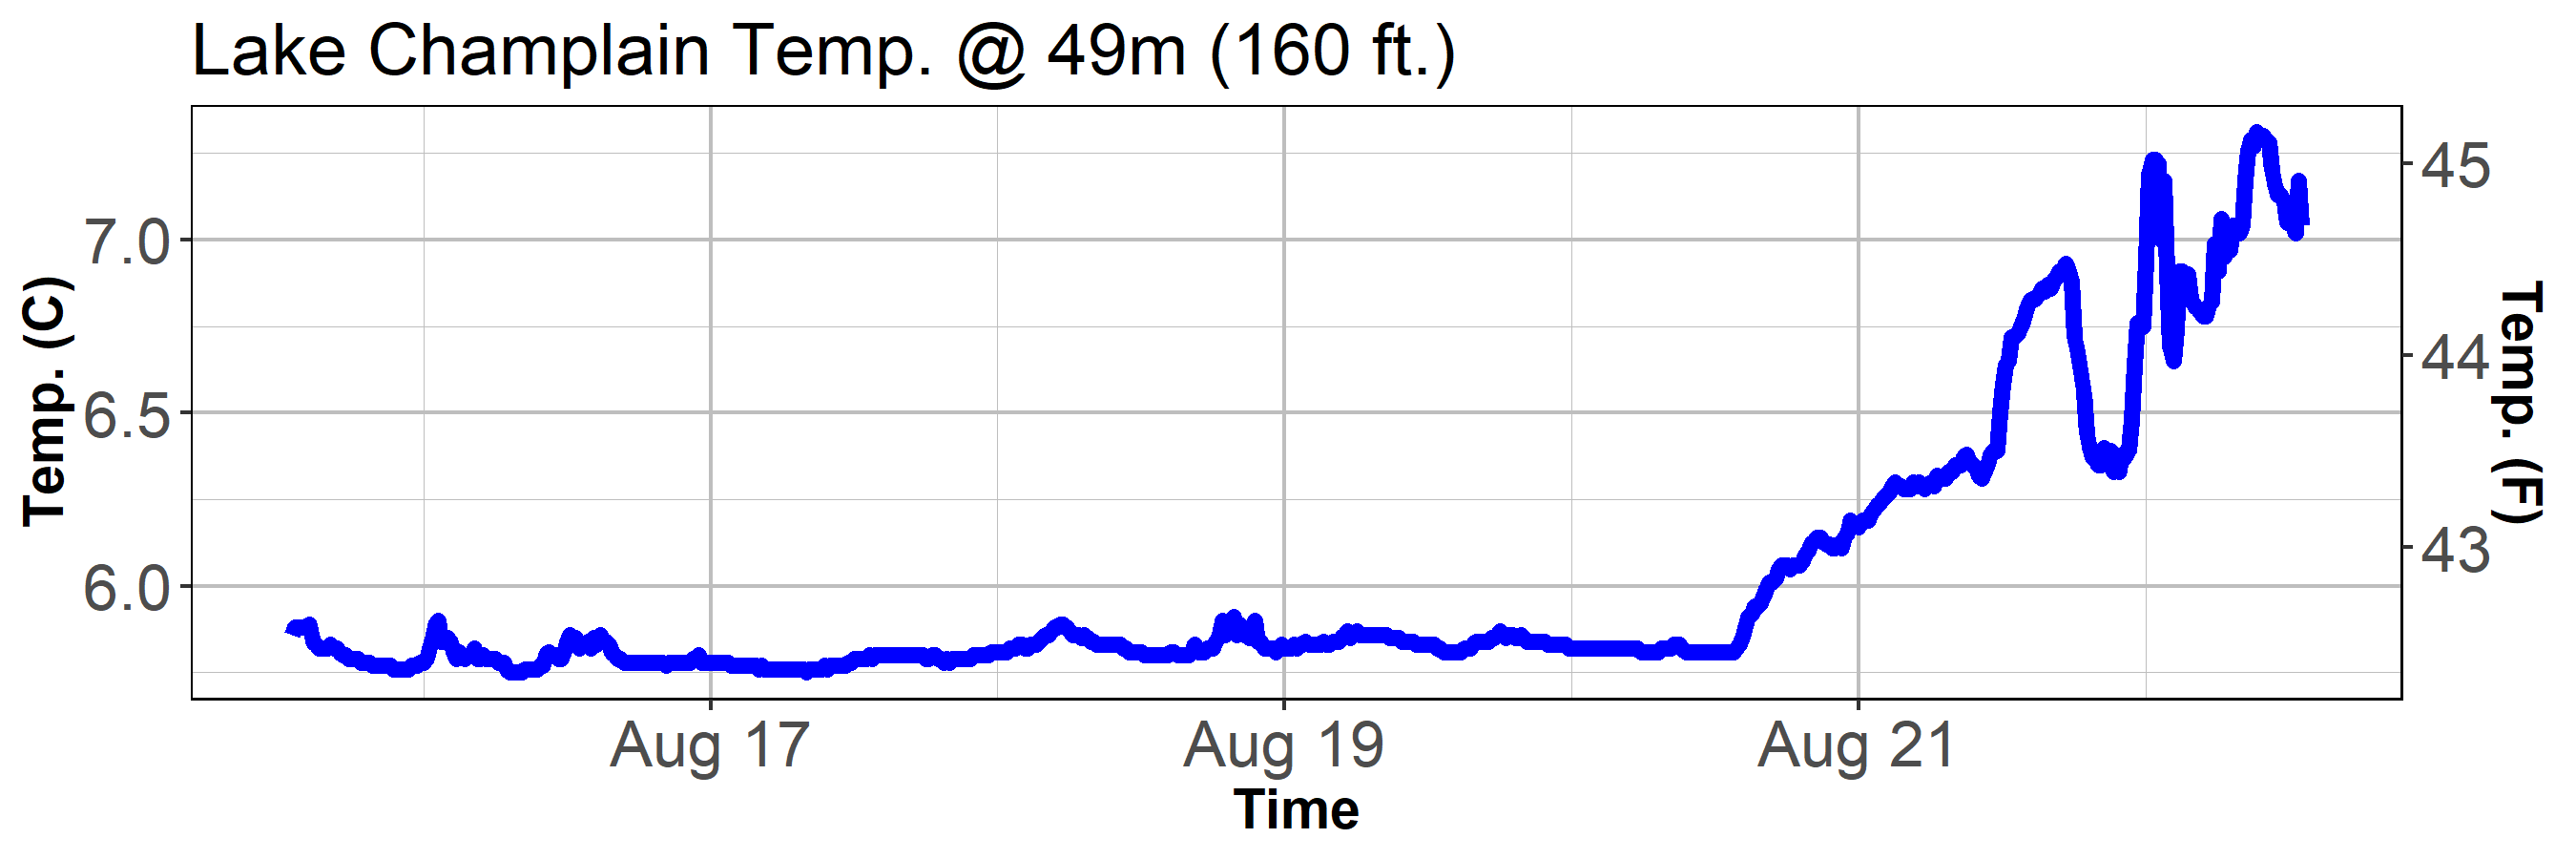 Lake Champlain Temp. @ 49m (160 ft.)
Temp. (C)
7.0
6.5
6.0
45
44
43
Temp. (F)
Aug 17
Aug 19
Aug 21
Time